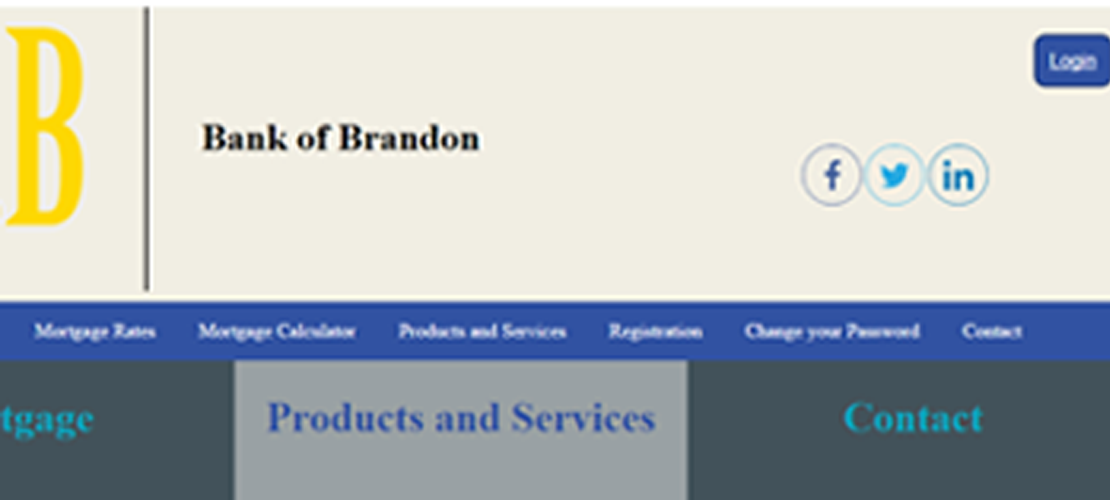 B
Login
Bank of Brandon
f in
Mortgage Rates Mortgage Calculator Products and Services Registration Change your Password Contact
tgage Products and Services Contact